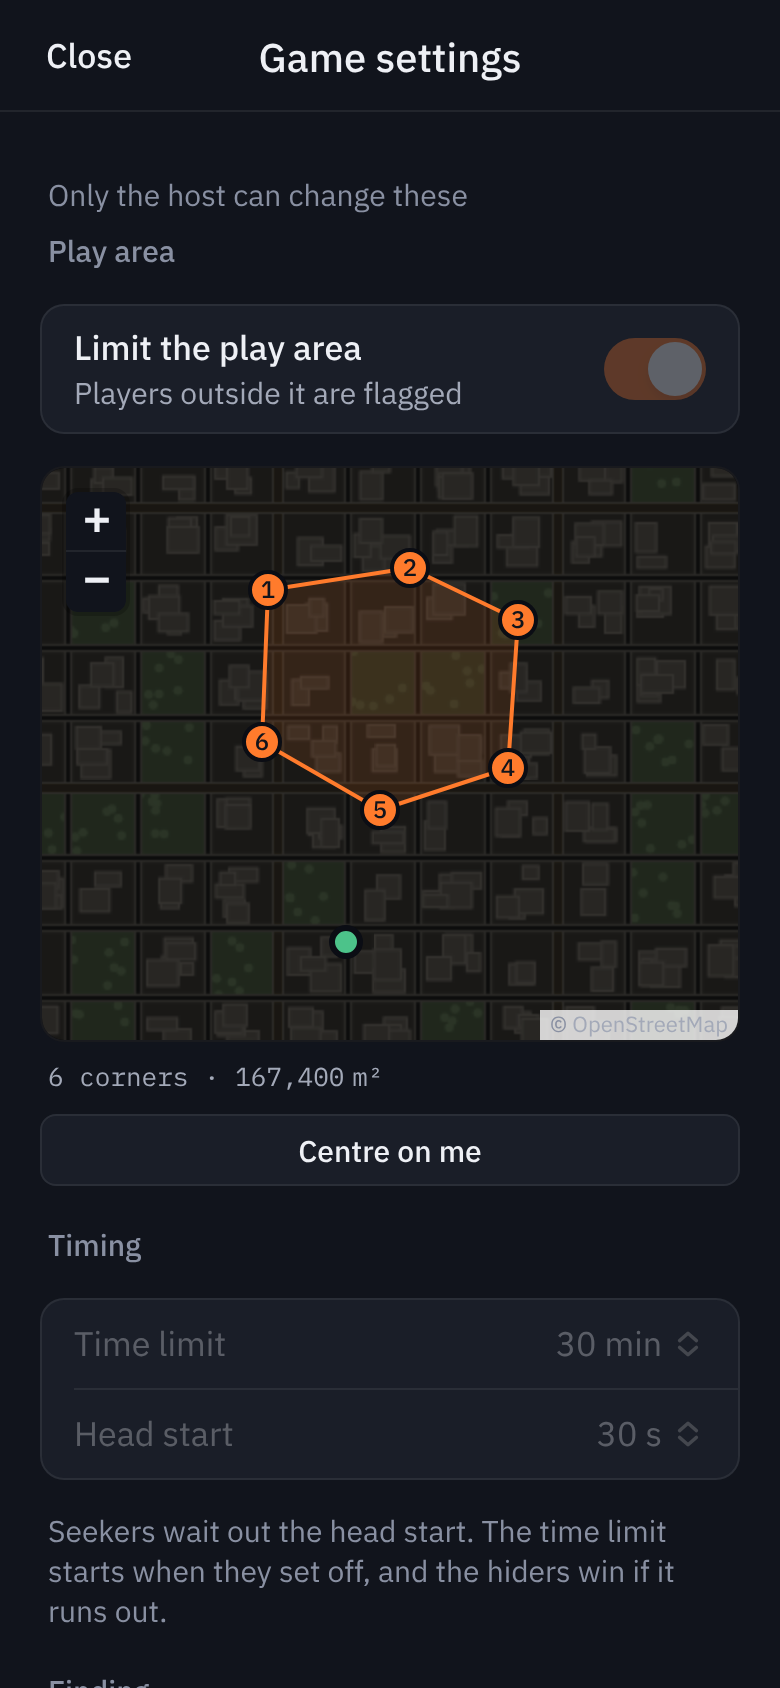 Close
Game settings
Only the host can change these
Play area
Limit the play area
Players outside it are flagged
+
−
1
2
3
6
4
5
© OpenStreetMap
6 corners · 167,400 m²
Centre on me
Timing
Time limit
30 min
Head start
30 s
Seekers wait out the head start. The time limit
starts when they set off, and the hiders win if it
runs out.
Finding